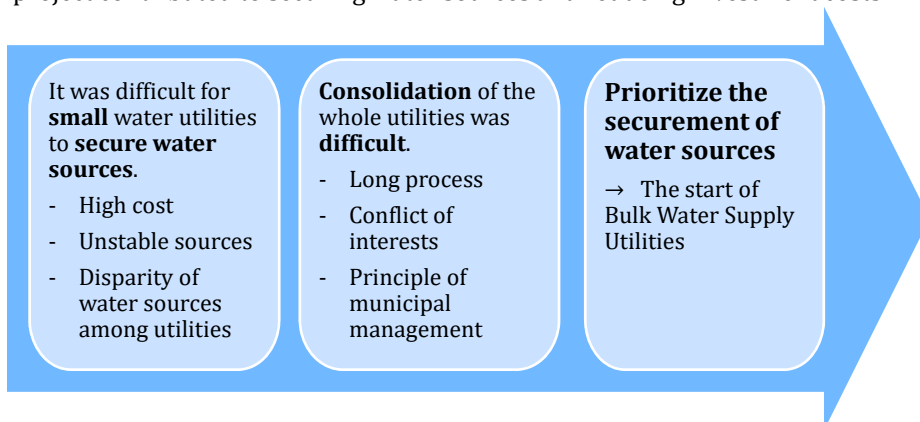 It was difficult for
small water utilities
to secure water
sources.
- High cost
- Unstable sources
- Disparity of
water sources
among utilities
Consolidation of the
whole utilities was
difficult.
- Long process
- Conflict of
interests
- Principle of
municipal
management
Prioritize the
securement of
water sources
→ The start of
Bulk Water Supply
Utilities